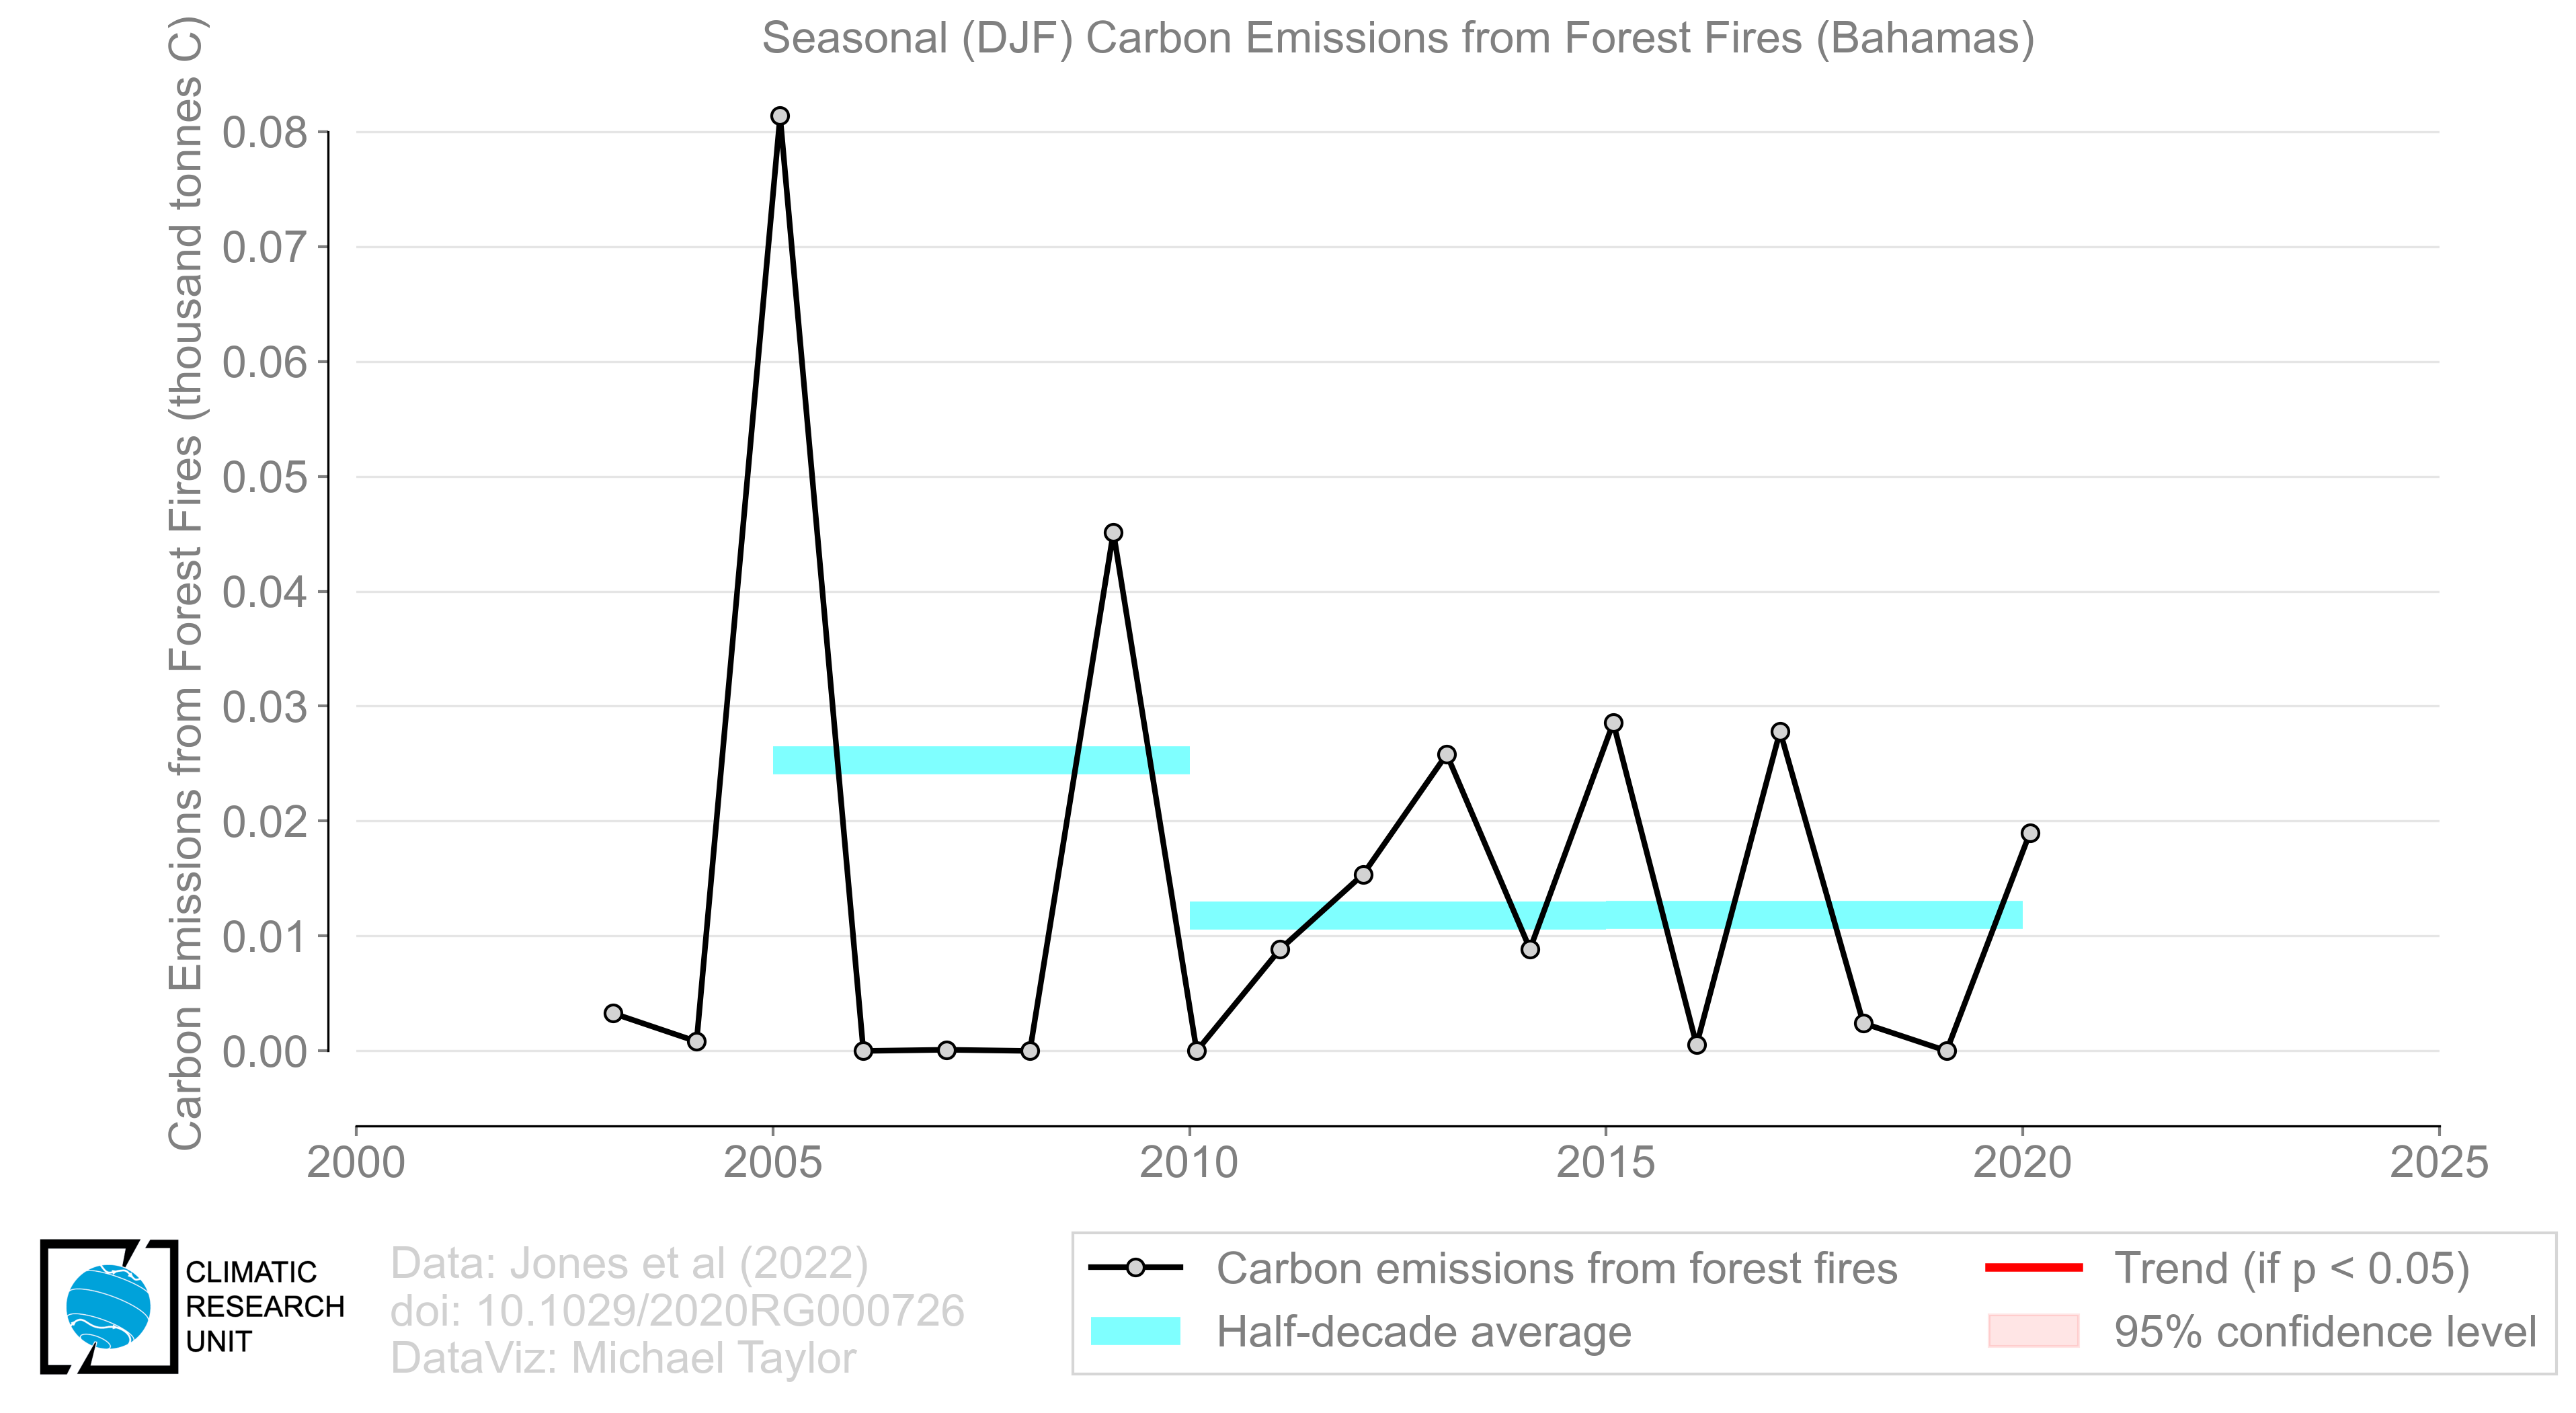 Seasonal (DJF) Carbon Emissions from Forest Fires (Bahamas)
Carbon Emissions from Forest Fires (thousand tonnes C)
0.08
0.07
0.06
0.05
0.04
0.03
0.02
0.01
0.00
2000 2005 2010 2015 2020 2025
CLIMATIC
RESEARCH
UNIT
Data: Jones et al (2022)
doi: 10.1029/2020RG000726
DataViz: Michael Taylor
Carbon emissions from forest fires
Half-decade average
Trend (if p < 0.05)
95% confidence level